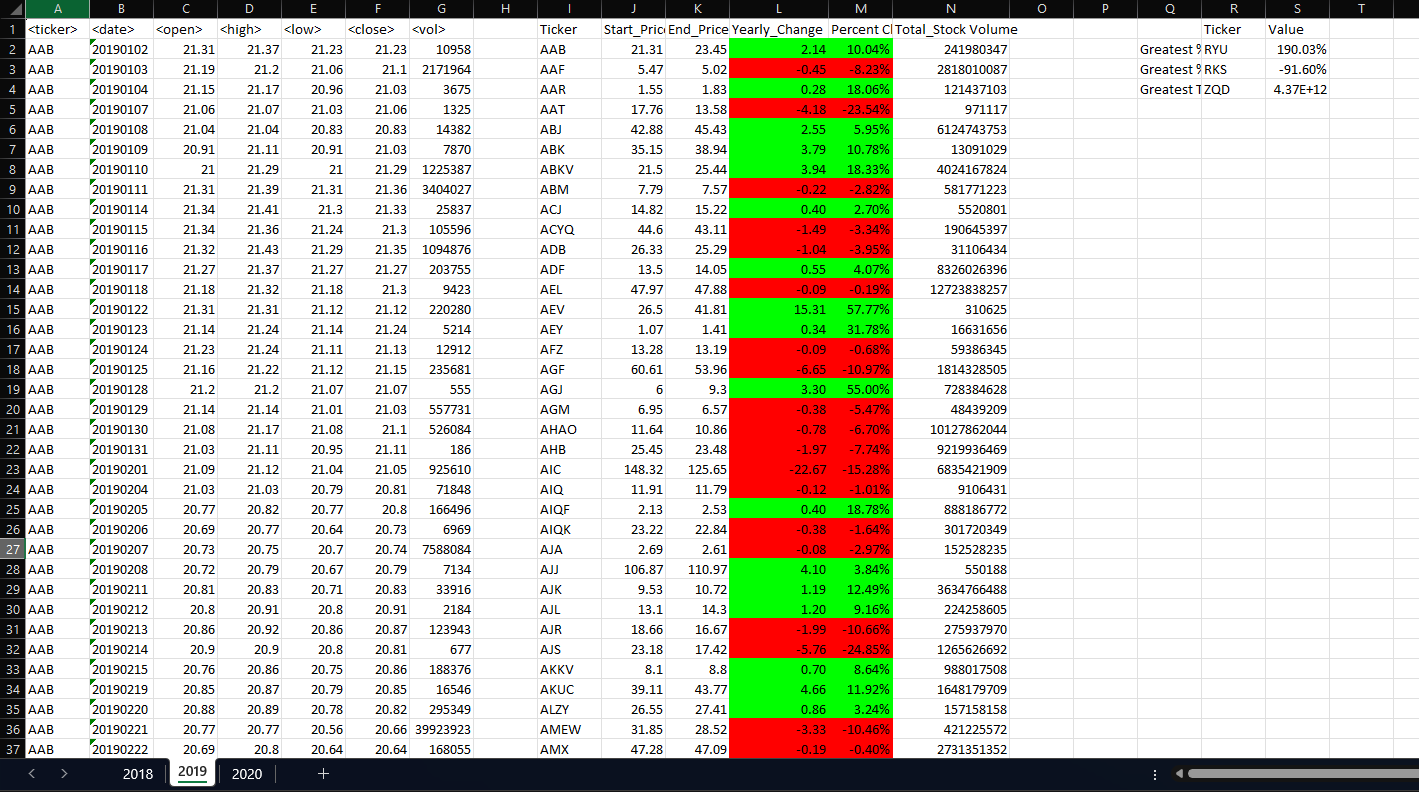 A B C D E F G H I J K L M N O P Q R S T
1 <ticker> <date> <open> <high> <low> <close> <vol> Ticker Start_Pric End_Price Yearly_Change Percent Cl Total_Stock Volume Ticker Value
2 AAB 20190102 21.31 21.37 21.23 21.23 10958 AAB 21.31 23.45 2.14 10.04% 241980347 Greatest % RYU 190.03%
3 AAB 20190103 21.19 21.2 21.06 21.1 2171964 AAF 5.47 5.02 -0.45 -8.23% 2818010087 Greatest % RKS -91.60%
4 AAB 20190104 21.15 21.17 20.96 21.03 3675 AAR 1.55 1.83 0.28 18.06% 121437103 Greatest T ZQD 4.37E+12
5 AAB 20190107 21.06 21.07 21.03 21.06 1325 AAT 17.76 13.58 -4.18 -23.54% 971117
6 AAB 20190108 21.04 21.04 20.83 20.83 14382 ABJ 42.88 45.43 2.55 5.95% 6124743753
7 AAB 20190109 20.91 21.11 20.91 21.03 7870 ABK 35.15 38.94 3.79 10.78% 13091029
8 AAB 20190110 21 21.29 21 21.29 1225387 ABKV 21.5 25.44 3.94 18.33% 4024167824
9 AAB 20190111 21.31 21.39 21.31 21.36 3404027 ABM 7.79 7.57 -0.22 -2.82% 581771223
10 AAB 20190114 21.34 21.41 21.3 21.33 25837 ACJ 14.82 15.22 0.40 2.70% 5520801
11 AAB 20190115 21.34 21.36 21.24 21.3 105596 ACYQ 44.6 43.11 -1.49 -3.34% 190645397
12 AAB 20190116 21.32 21.43 21.29 21.35 1094876 ADB 26.33 25.29 -1.04 -3.95% 31106434
13 AAB 20190117 21.27 21.37 21.27 21.27 203755 ADF 13.5 14.05 0.55 4.07% 8326026396
14 AAB 20190118 21.18 21.32 21.18 21.3 9423 AEL 47.97 47.88 -0.09 -0.19% 12723838257
15 AAB 20190122 21.31 21.31 21.12 21.12 220280 AEV 26.5 41.81 15.31 57.77% 310625
16 AAB 20190123 21.14 21.24 21.14 21.24 5214 AEY 1.07 1.41 0.34 31.78% 16631656
17 AAB 20190124 21.23 21.24 21.11 21.13 12912 AFZ 13.28 13.19 -0.09 -0.68% 59386345
18 AAB 20190125 21.16 21.22 21.12 21.15 235681 AGF 60.61 53.96 -6.65 -10.97% 1814328505
19 AAB 20190128 21.2 21.2 21.07 21.07 555 AGJ 6 9.3 3.30 55.00% 728384628
20 AAB 20190129 21.14 21.14 21.01 21.03 557731 AGM 6.95 6.57 -0.38 -5.47% 48439209
21 AAB 20190130 21.08 21.17 21.08 21.1 526084 AHAO 11.64 10.86 -0.78 -6.70% 10127862044
22 AAB 20190131 21.03 21.11 20.95 21.11 186 AHB 25.45 23.48 -1.97 -7.74% 9219936469
23 AAB 20190201 21.09 21.12 21.04 21.05 925610 AIC 148.32 125.65 -22.67 -15.28% 6835421909
24 AAB 20190204 21.03 21.03 20.79 20.81 71848 AIQ 11.91 11.79 -0.12 -1.01% 9106431
25 AAB 20190205 20.77 20.82 20.77 20.8 166496 AIQF 2.13 2.53 0.40 18.78% 888186772
26 AAB 20190206 20.69 20.77 20.64 20.73 6969 AIQK 23.22 22.84 -0.38 -1.64% 301720349
27 AAB 20190207 20.73 20.75 20.7 20.74 7588084 AJA 2.69 2.61 -0.08 -2.97% 152528235
28 AAB 20190208 20.72 20.79 20.67 20.79 7134 AJJ 106.87 110.97 4.10 3.84% 550188
29 AAB 20190211 20.81 20.83 20.71 20.83 33916 AJK 9.53 10.72 1.19 12.49% 3634766488
30 AAB 20190212 20.8 20.91 20.8 20.91 2184 AJL 13.1 14.3 1.20 9.16% 224258605
31 AAB 20190213 20.86 20.92 20.86 20.87 123943 AJR 18.66 16.67 -1.99 -10.66% 275937970
32 AAB 20190214 20.9 20.9 20.8 20.81 677 AJS 23.18 17.42 -5.76 -24.85% 1265626692
33 AAB 20190215 20.76 20.86 20.75 20.86 188376 AKKV 8.1 8.8 0.70 8.64% 988017508
34 AAB 20190219 20.85 20.87 20.79 20.85 16546 AKUC 39.11 43.77 4.66 11.92% 1648179709
35 AAB 20190220 20.88 20.89 20.78 20.82 295349 ALZY 26.55 27.41 0.86 3.24% 157158158
36 AAB 20190221 20.77 20.77 20.56 20.66 39923923 AMEW 31.85 28.52 -3.33 -10.46% 421225572
37 AAB 20190222 20.69 20.8 20.64 20.64 168055 AMX 47.28 47.09 -0.19 -0.40% 2731351352
2018 2019 2020